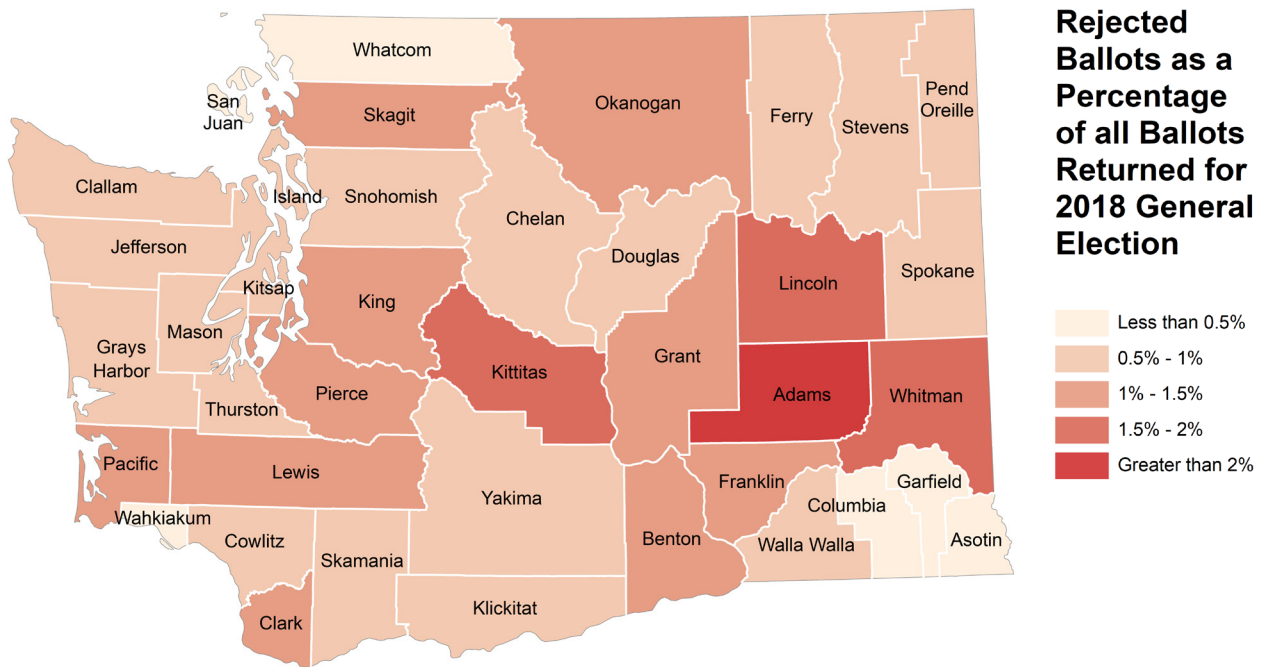 Rejected
Ballots as a
Percentage
of all Ballots
Returned for
2018 General
Election
Less than 0.5%
0.5% - 1%
1% - 1.5%
1.5% - 2%
Greater than 2%
Whatcom
San
Juan
Skagit
Okanogan
Ferry
Stevens
Pend
Oreille
Clallam
Island
Snohomish
Chelan
Jefferson
Douglas
Spokane
Kitsap
King
Lincoln
Mason
Grays
Harbor
Kittitas
Grant
Thurston
Pierce
Adams
Whitman
Pacific
Lewis
Yakima
Franklin
Garfield
Columbia
Wahkiakum
Cowlitz
Skamania
Benton
Walla Walla
Asotin
Klickitat
Clark